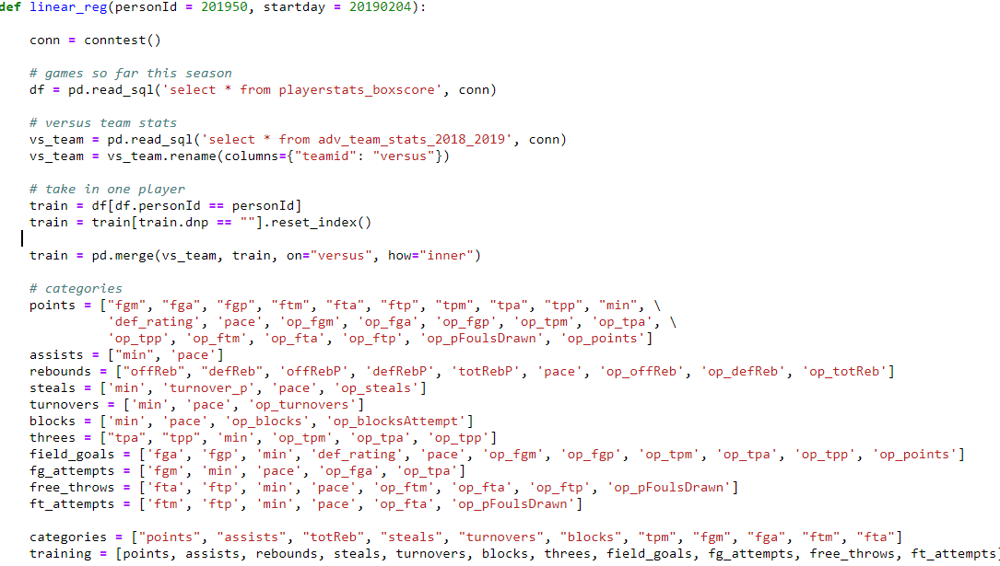 def linear_reg(personId = 201950, startday = 20190204):
conn = conntest()
# games so far this season
df = pd.read_sql('select * from playerstats_boxscore', conn)
# versus team stats
vs_team = pd.read_sql('select * from adv_team_stats_2018_2019', conn)
vs_team = vs_team.rename(columns={"teamid": "versus"})
# take in one player
train = df[df.personId == personId]
train = train[train.dnp == ""].reset_index()
train = pd.merge(vs_team, train, on="versus", how="inner")
# categories
points = ["fgm", "fga", "fgp", "ftm", "fta", "ftp", "tpm", "tpa", "tpp", "min", \
'def_rating', 'pace', 'op_fgm', 'op_fga', 'op_fgp', 'op_tpm', 'op_tpa', \
'op_tpp', 'op_ftm', 'op_fta', 'op_ftp', 'op_pFoulsDrawn', 'op_points']
assists = ["min", 'pace']
rebounds = ["offReb", "defReb", 'offRebP', 'defRebP', 'totRebP', 'pace', 'op_offReb', 'op_defReb', 'op_totReb']
steals = ['min', 'turnover_p', 'pace', 'op_steals']
turnovers = ['min', 'pace', 'op_turnovers']
blocks = ['min', 'pace', 'op_blocks', 'op_blocksAttempt']
threes = ["tpa", "tpp", 'min', 'op_tpm', 'op_tpa', 'op_tpp']
field_goals = ['fga', 'fgp', 'min', 'def_rating', 'pace', 'op_fgm', 'op_fgp', 'op_tpm', 'op_tpa', 'op_tpp', 'op_points']
fg_attempts = ['fgm', 'min', 'pace', 'op_fga', 'op_tpa']
free_throws = ['fta', 'ftp', 'min', 'pace', 'op_ftm', 'op_fta', 'op_ftp', 'op_pFoulsDrawn']
ft_attempts = ['ftm', 'ftp', 'min', 'pace', 'op_fta', 'op_pFoulsDrawn']
categories = ["points", "assists", "totReb", "steals", "turnovers", "blocks", "tpm", "fgm", "fga", "ftm", "fta"]
training = [points, assists, rebounds, steals, turnovers, blocks, threes, field_goals, fg_attempts, free_throws, ft_attempts]